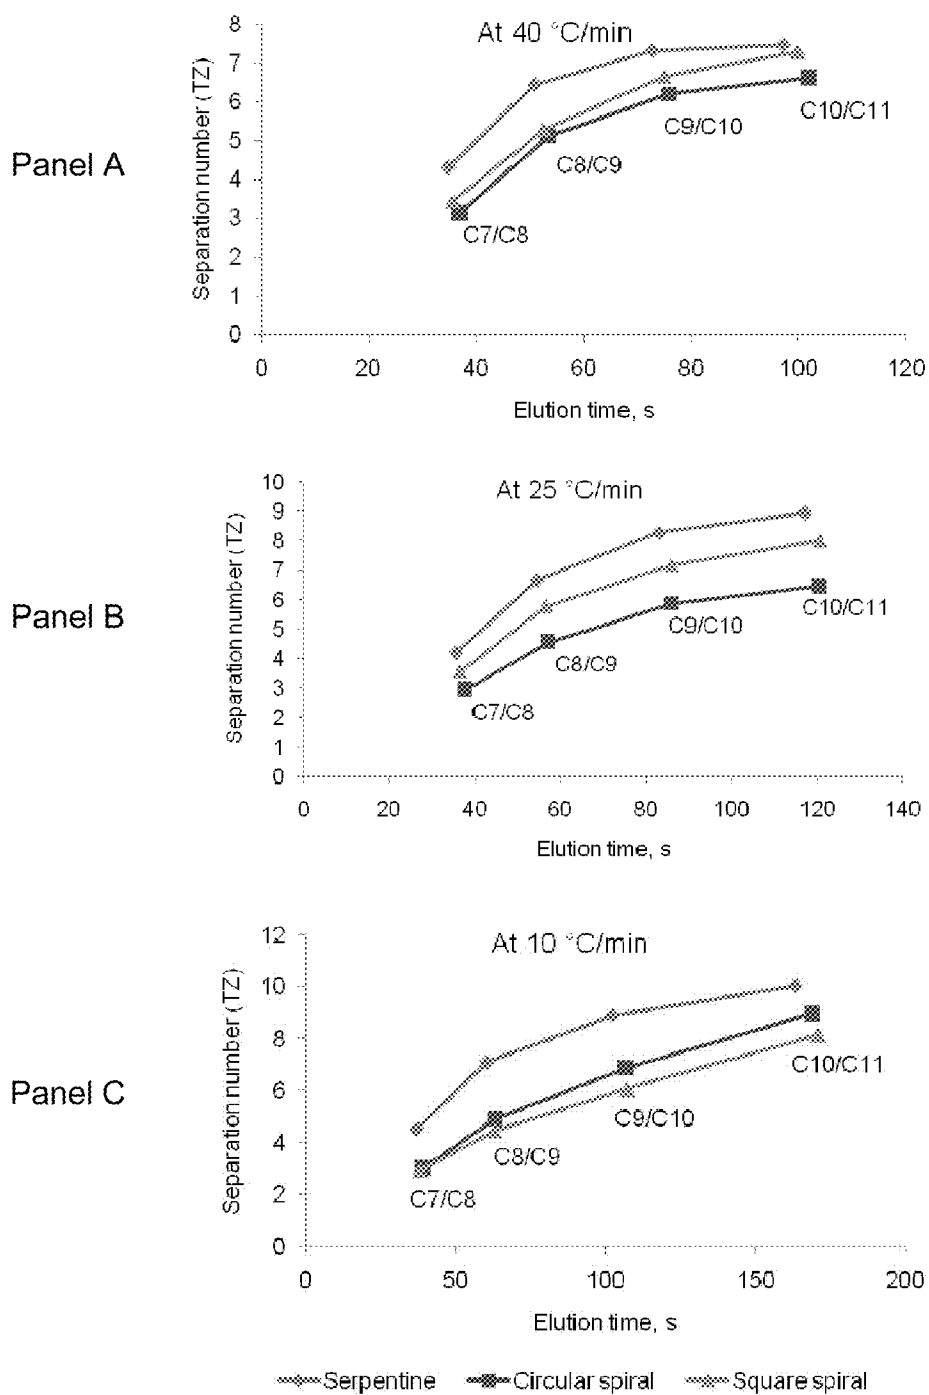 At 40 °C/min
8
7
6
5
4
3
2
1
0
Separation number (TZ)
Panel A
C7/C8
C8/C9
C9/C10
C10/C11
0 20 40 60 80 100 120
Elution time, s
At 25 °C/min
10
9
8
7
6
5
4
3
2
1
0
Separation number (TZ)
Panel B
C7/C8
C8/C9
C9/C10
C10/C11
0 20 40 60 80 100 120 140
Elution time, s
At 10 °C/min
12
10
8
6
4
2
0
Separation number (TZ)
Panel C
C7/C8
C8/C9
C9/C10
C10/C11
0 50 100 150 200
Elution time, s
Serpentine Circular spiral Square spiral